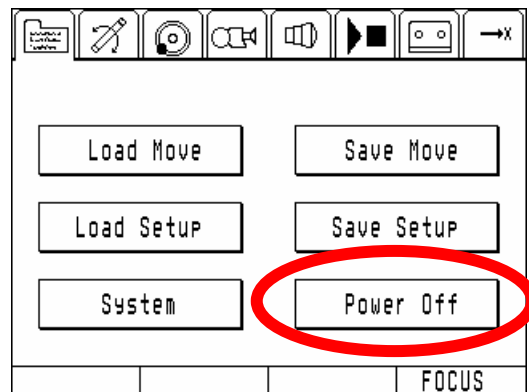 →X
Load Move Save Move
Load Setup Save Setup
System Power Off
FOCUS